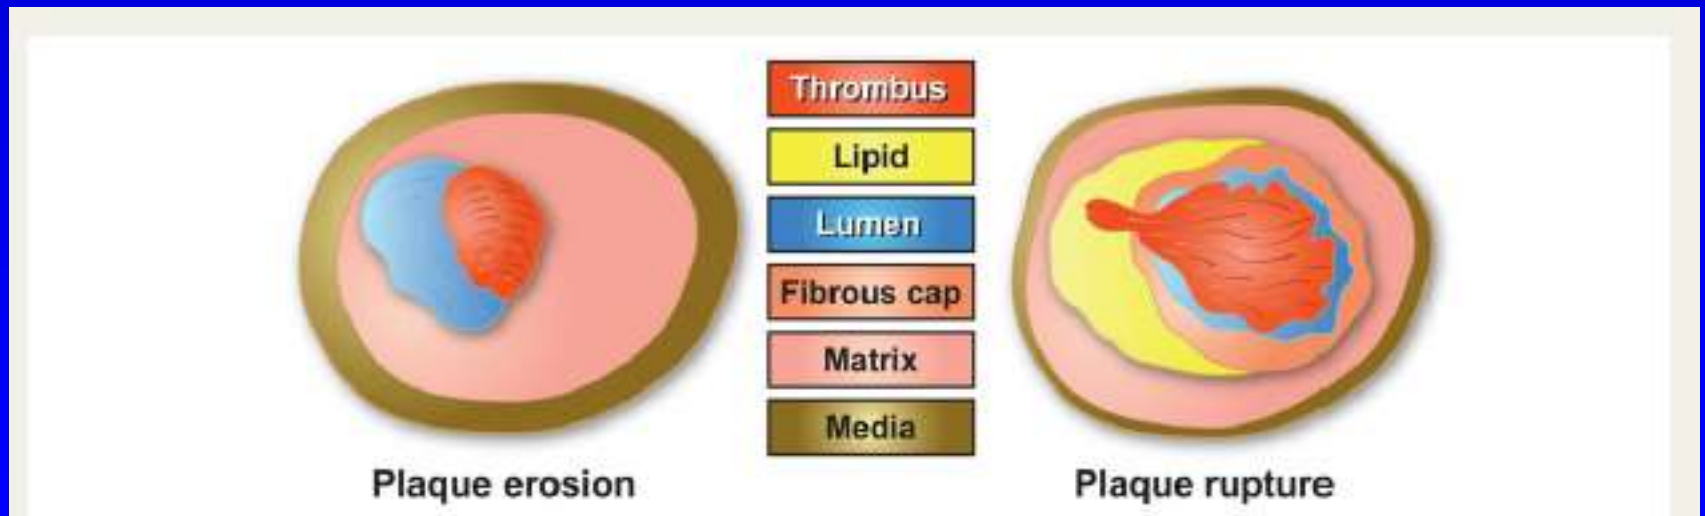 Thrombus
Lipid
Lumen
Fibrous cap
Matrix
Media
Plaque erosion
Plaque rupture